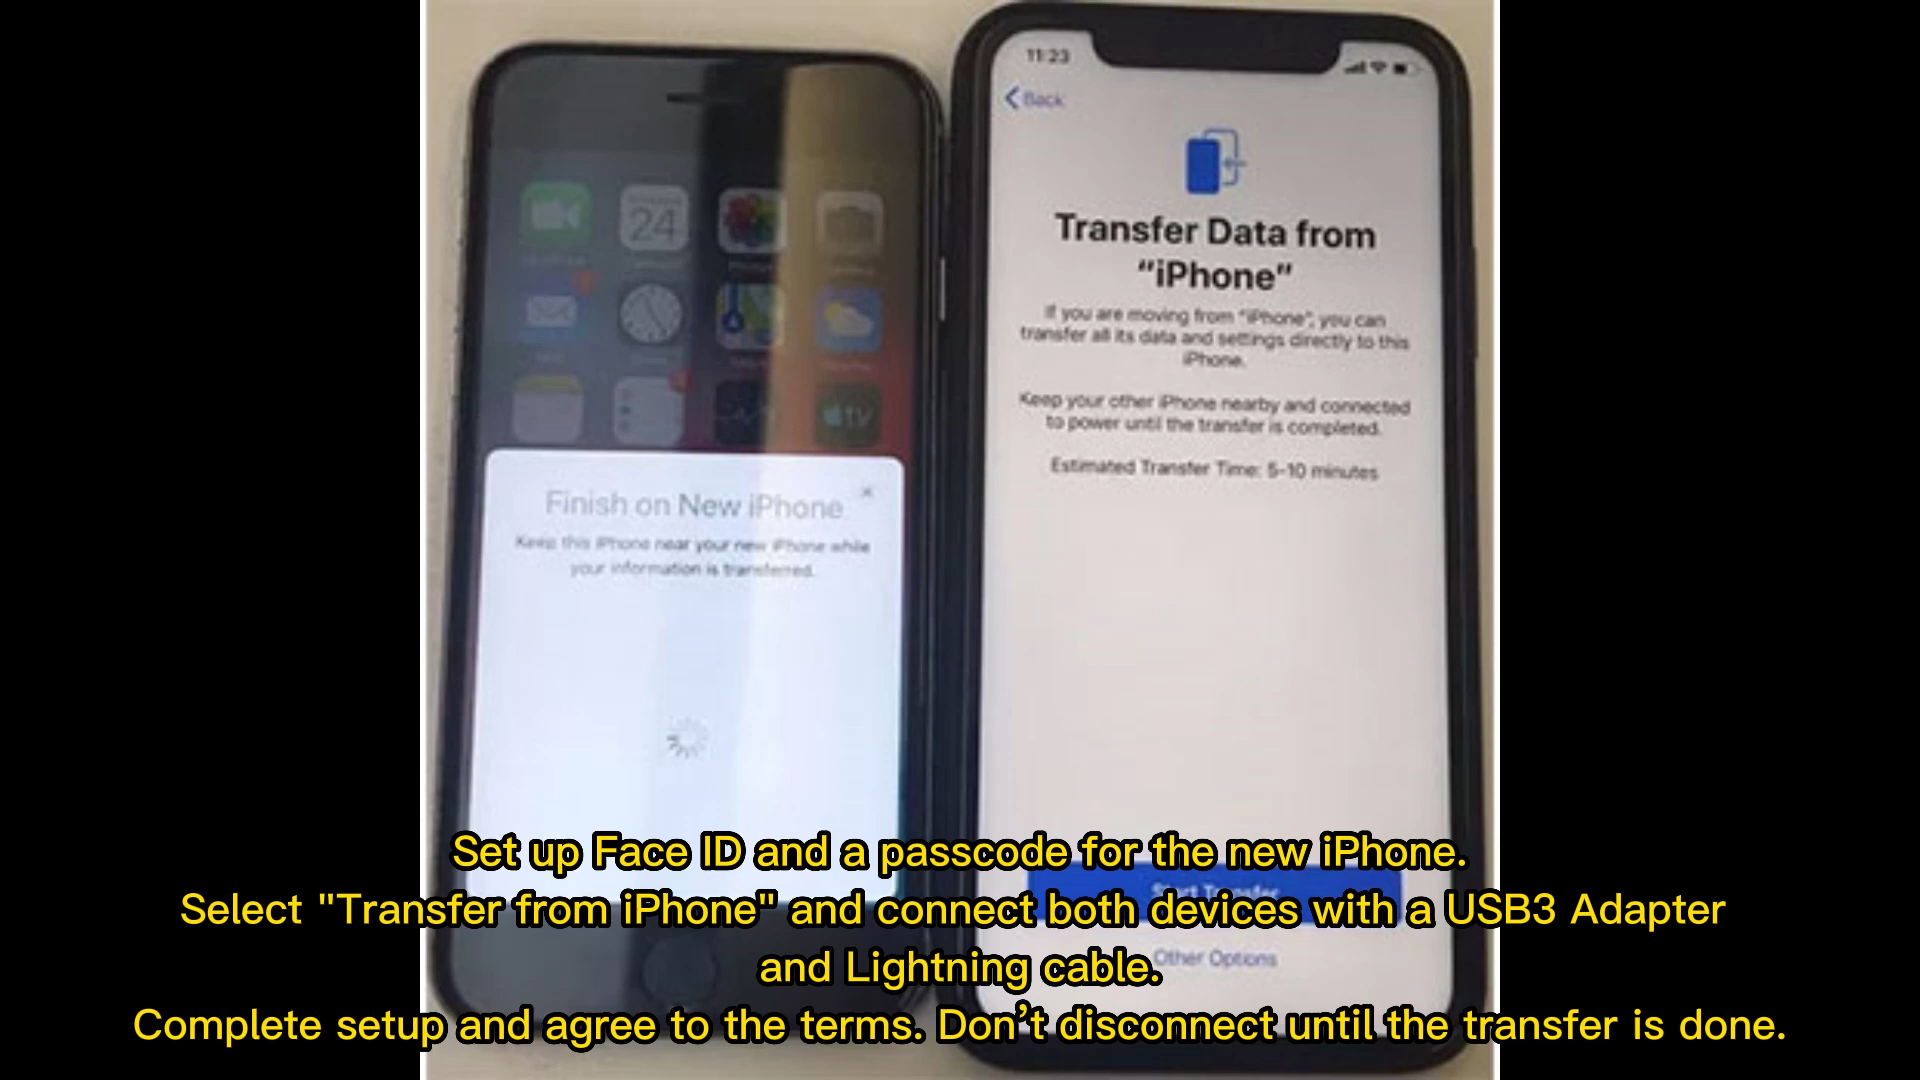 11:23
Back
24
Transfer Data from
“iPhone”
If you are moving from “iPhone”, you can
transfer all its data and settings directly to this
iPhone.
Keep your other iPhone nearby and connected
to power until the transfer is completed.
Estimated Transfer Time: 5-10 minutes
tv
Finish on New iPhone
Keep this iPhone near your new iPhone while
your information is transferred.
Set up Face ID and a passcode for the new iPhone.
Start Transfer
Select "Transfer from iPhone" and connect both devices with a USB3 Adapter
and Lightning cable.
Other Options
Complete setup and agree to the terms. Don’t disconnect until the transfer is done.